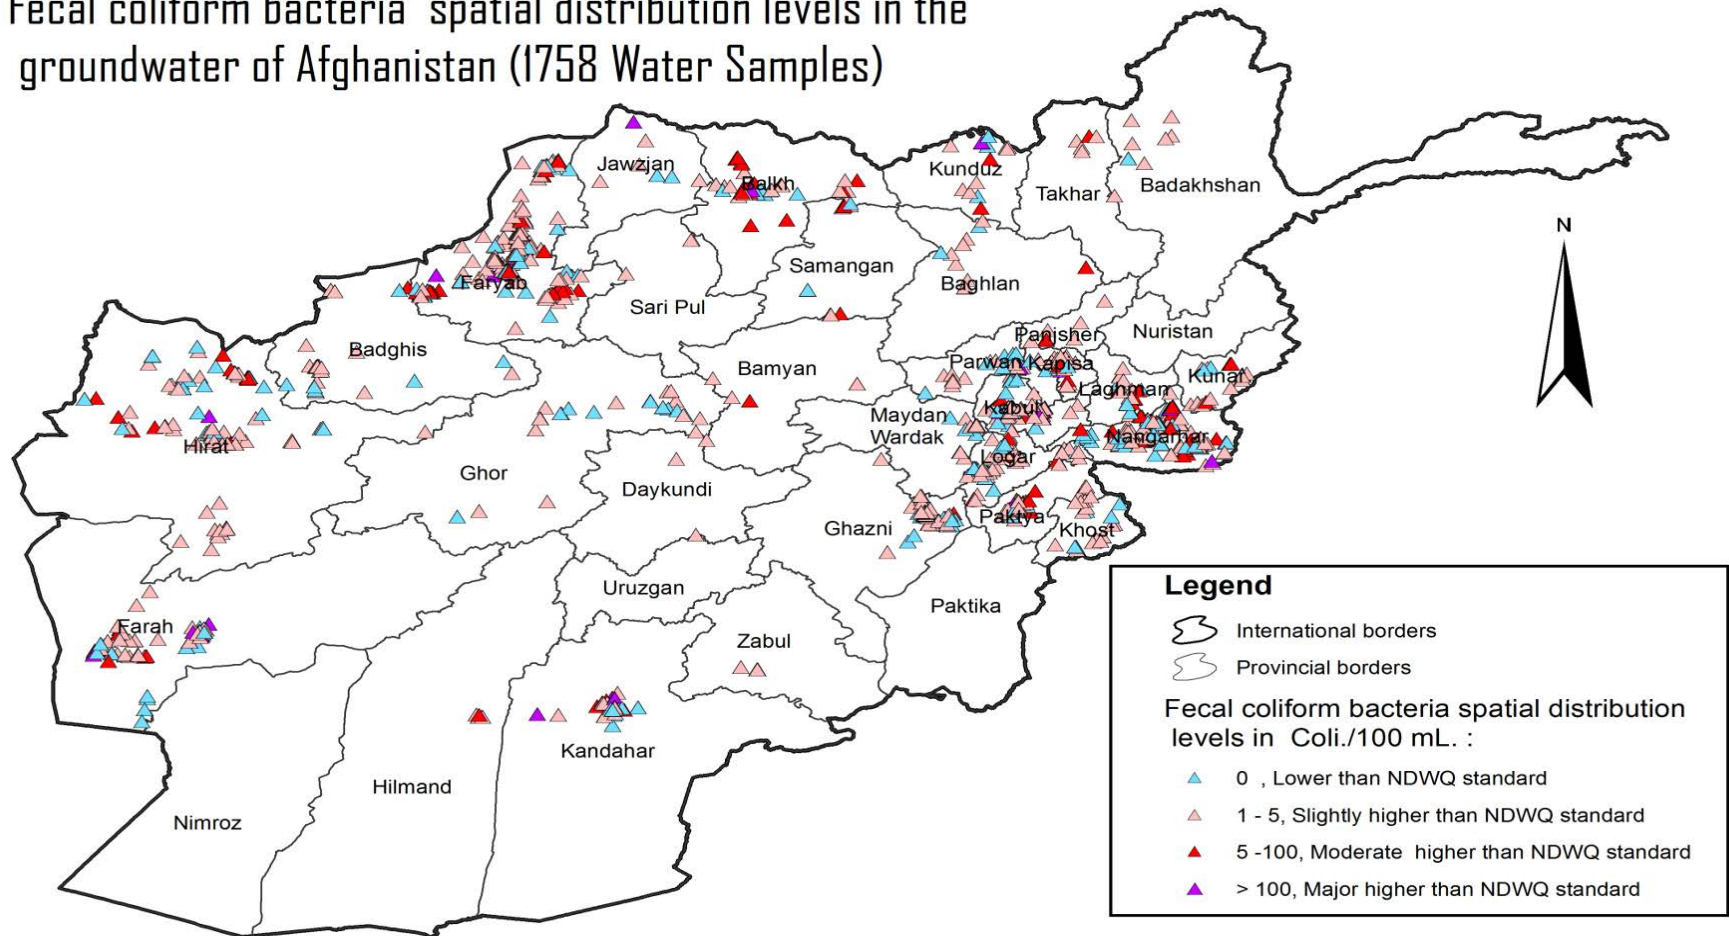 Fecal coliform bacteria spatial distribution levels in the
groundwater of Afghanistan (1758 Water Samples)
Jawzjan
Balkh
Kunduz
Takhar
Badakhshan
N
Faryab
Samangan
Baghlan
Sari Pul
Badghis
Panjsher
Nuristan
Parwan
Kapisa
Bamyan
Laghman
Kunar
Kabul
Maydan
Wardak
Nangarhar
Hirat
Logar
Ghor
Daykundi
Ghazni
Paktya
Khost
Uruzgan
Paktika
Farah
Zabul
Kandahar
Hilmand
Nimroz
Legend
International borders
Provincial borders
Fecal coliform bacteria spatial distribution
levels in Coli./100 mL. :
0 , Lower than NDWQ standard
1 - 5, Slightly higher than NDWQ standard
5 -100, Moderate higher than NDWQ standard
> 100, Major higher than NDWQ standard